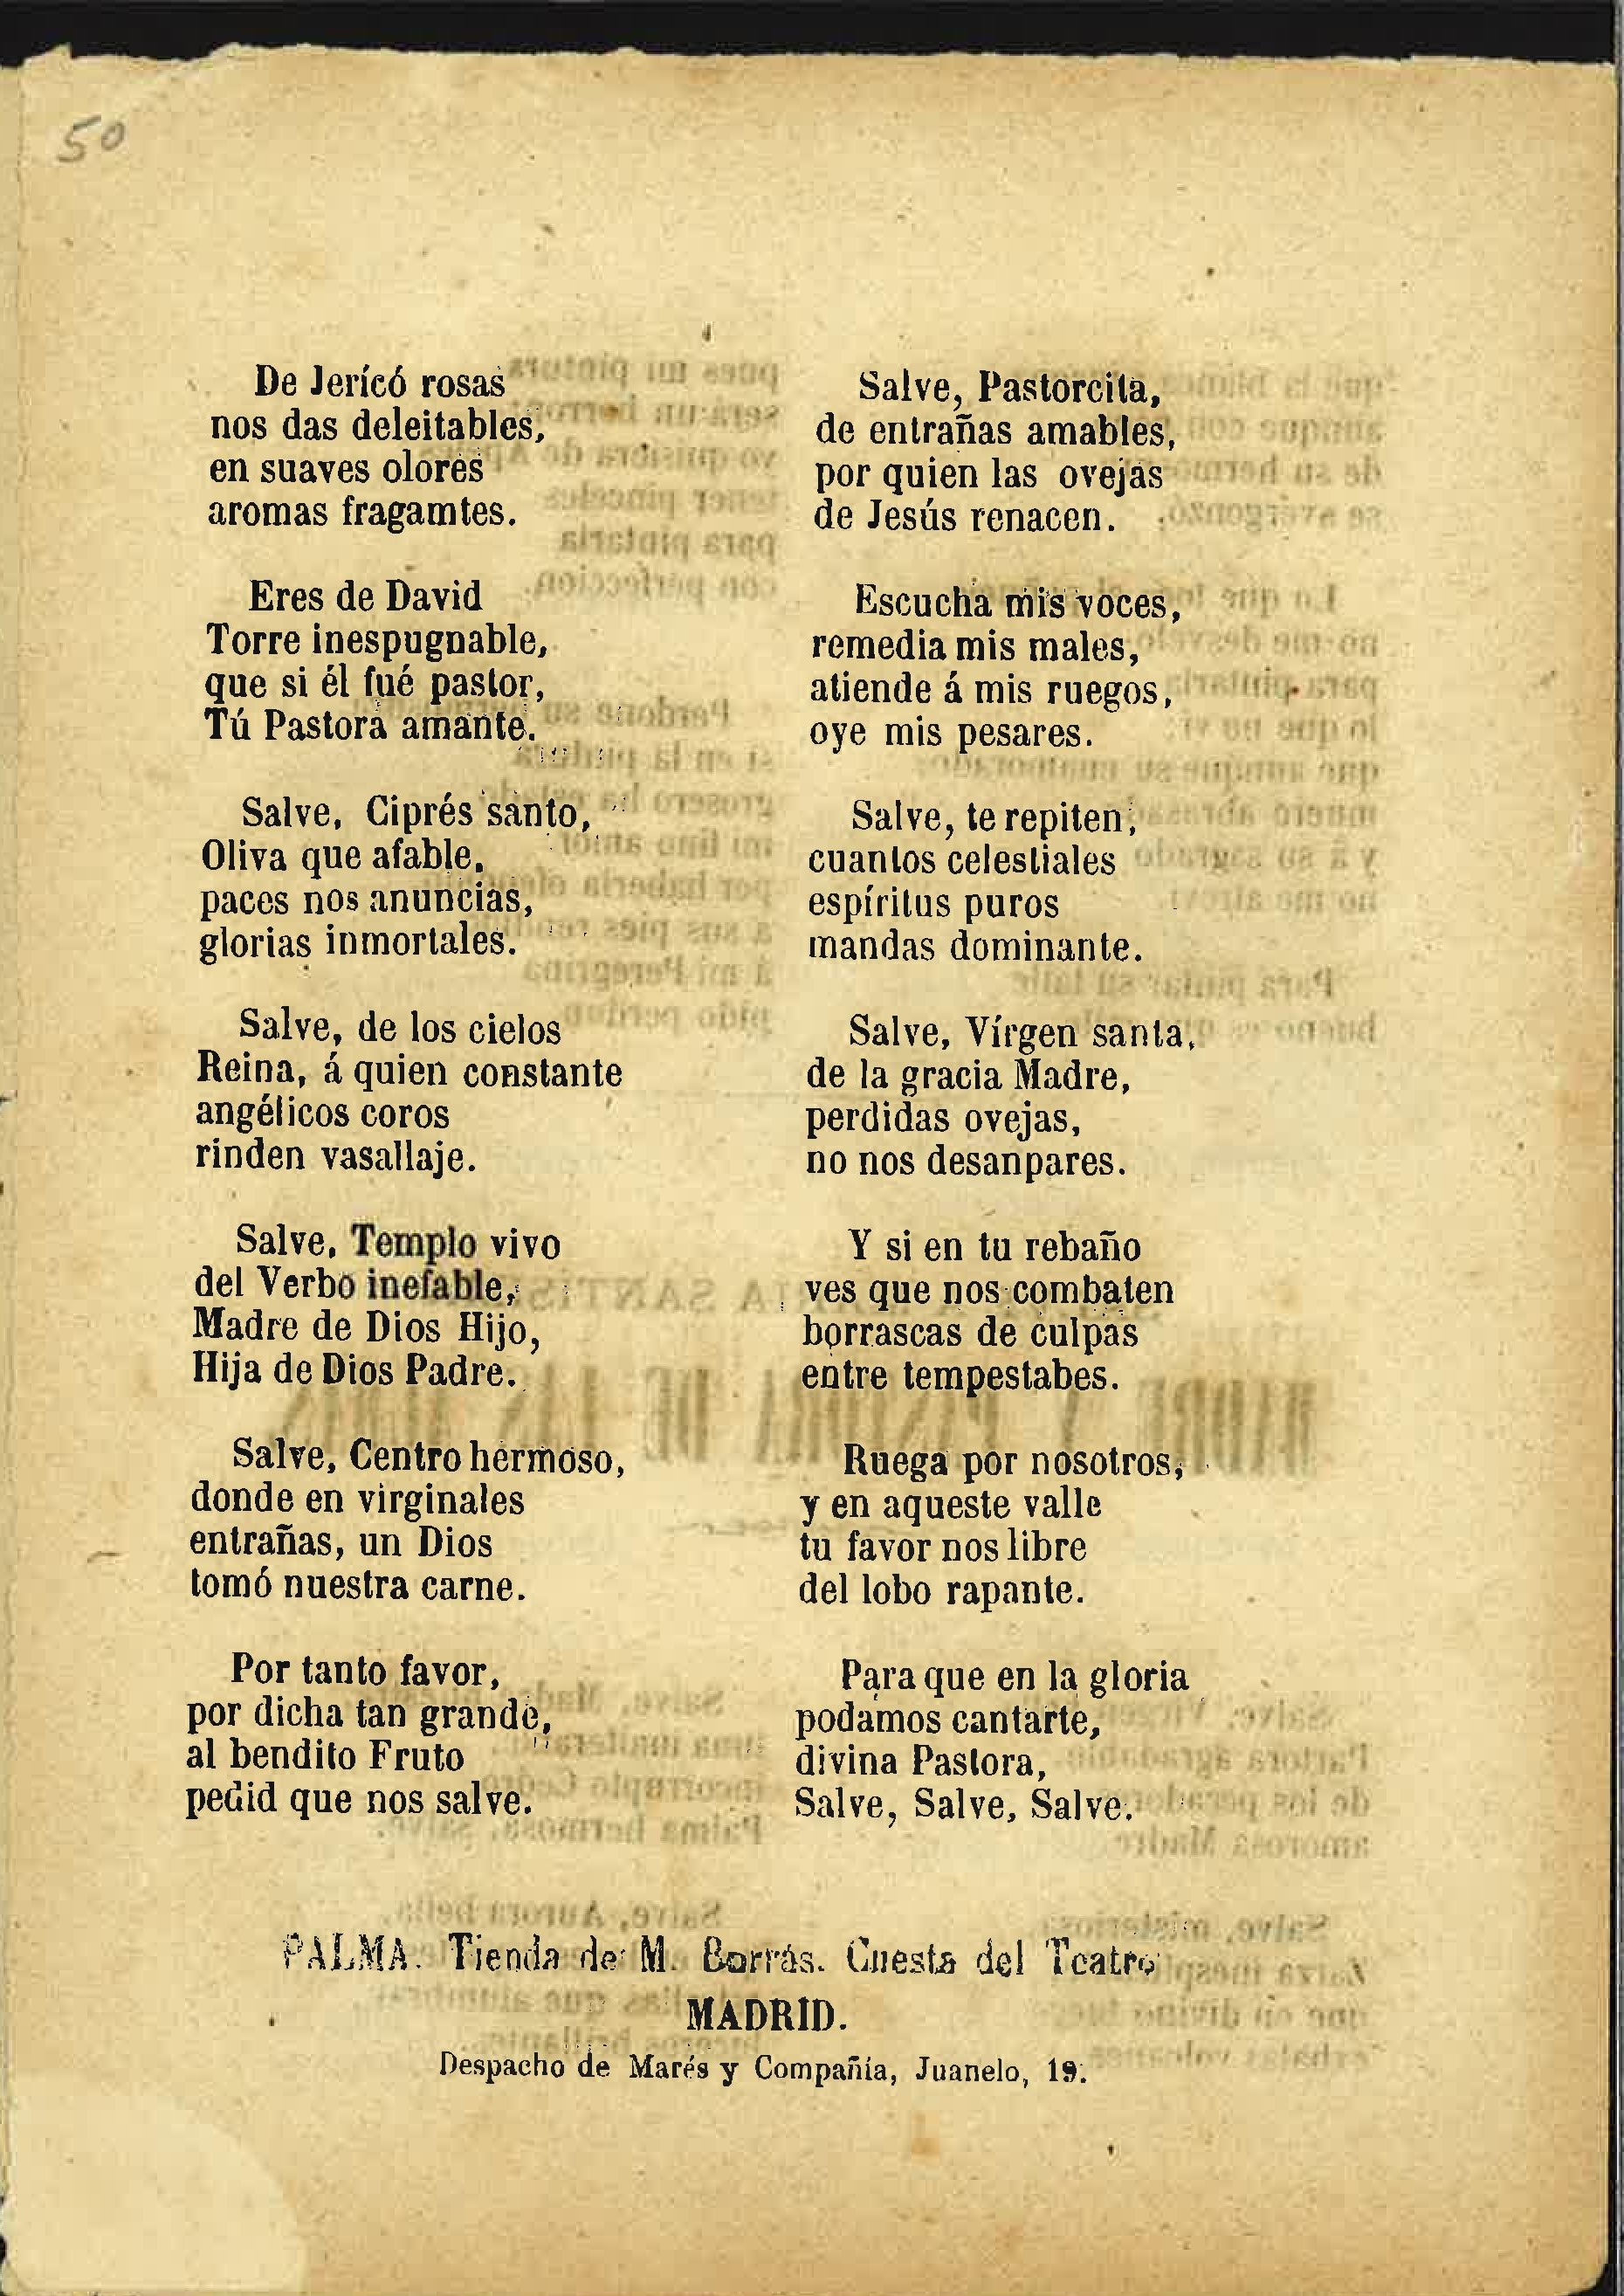 50
De Jericó rosas
nos das deleitables,
en suaves olores
aromas fragamtes.
Eres de David
Torre inespugnable,
que si él fué pastor,
Tú Pastora amante.
Salve, Ciprés santo,
Oliva que afable,
paces nos anuncias,
glorias inmortales.
Salve, de los cielos
Reina, á quien constante
angélicos coros
rinden vasallaje.
Salve, Templo vivo
del Verbo inefable,
Madre de Dios Hijo,
Hija de Dios Padre.
Salve, Centro hermoso,
donde en virginales
entrañas, un Dios
tomó nuestra carne.
Por tanto favor,
por dicha tan grande,
al bendito Fruto
pedid que nos salve.
Salve, Pastorcita,
de entrañas amables,
por quien las ovejas
de Jesús renacen.
Escucha mis voces,
remedia mis males,
atiende á mis ruegos,
oye mis pesares.
Salve, te repiten,
cuantos celestiales
espíritus puros
mandas dominante.
Salve, Vírgen santa,
de la gracia Madre,
perdidas ovejas,
no nos desanpares.
Y si en tu rebaño
ves que nos combaten
borrascas de culpas
entre tempestabes.
Ruega por nosotros,
y en aqueste valle
tu favor nos libre
del lobo rapante.
Para que en la gloria
podamos cantarte,
divina Pastora,
Salve, Salve, Salve.
PALMA. Tienda de M. Borrás. Cuesta del Teatro
MADRID.
Despacho de Marés y Compañía, Juanelo, 19.